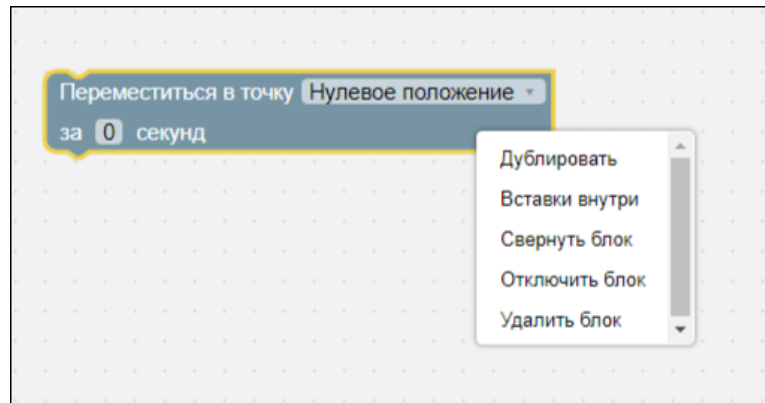 Переместиться в точку Нулевое положение
за 0 секунд
Дублировать
Вставки внутри
Свернуть блок
Отключить блок
Удалить блок